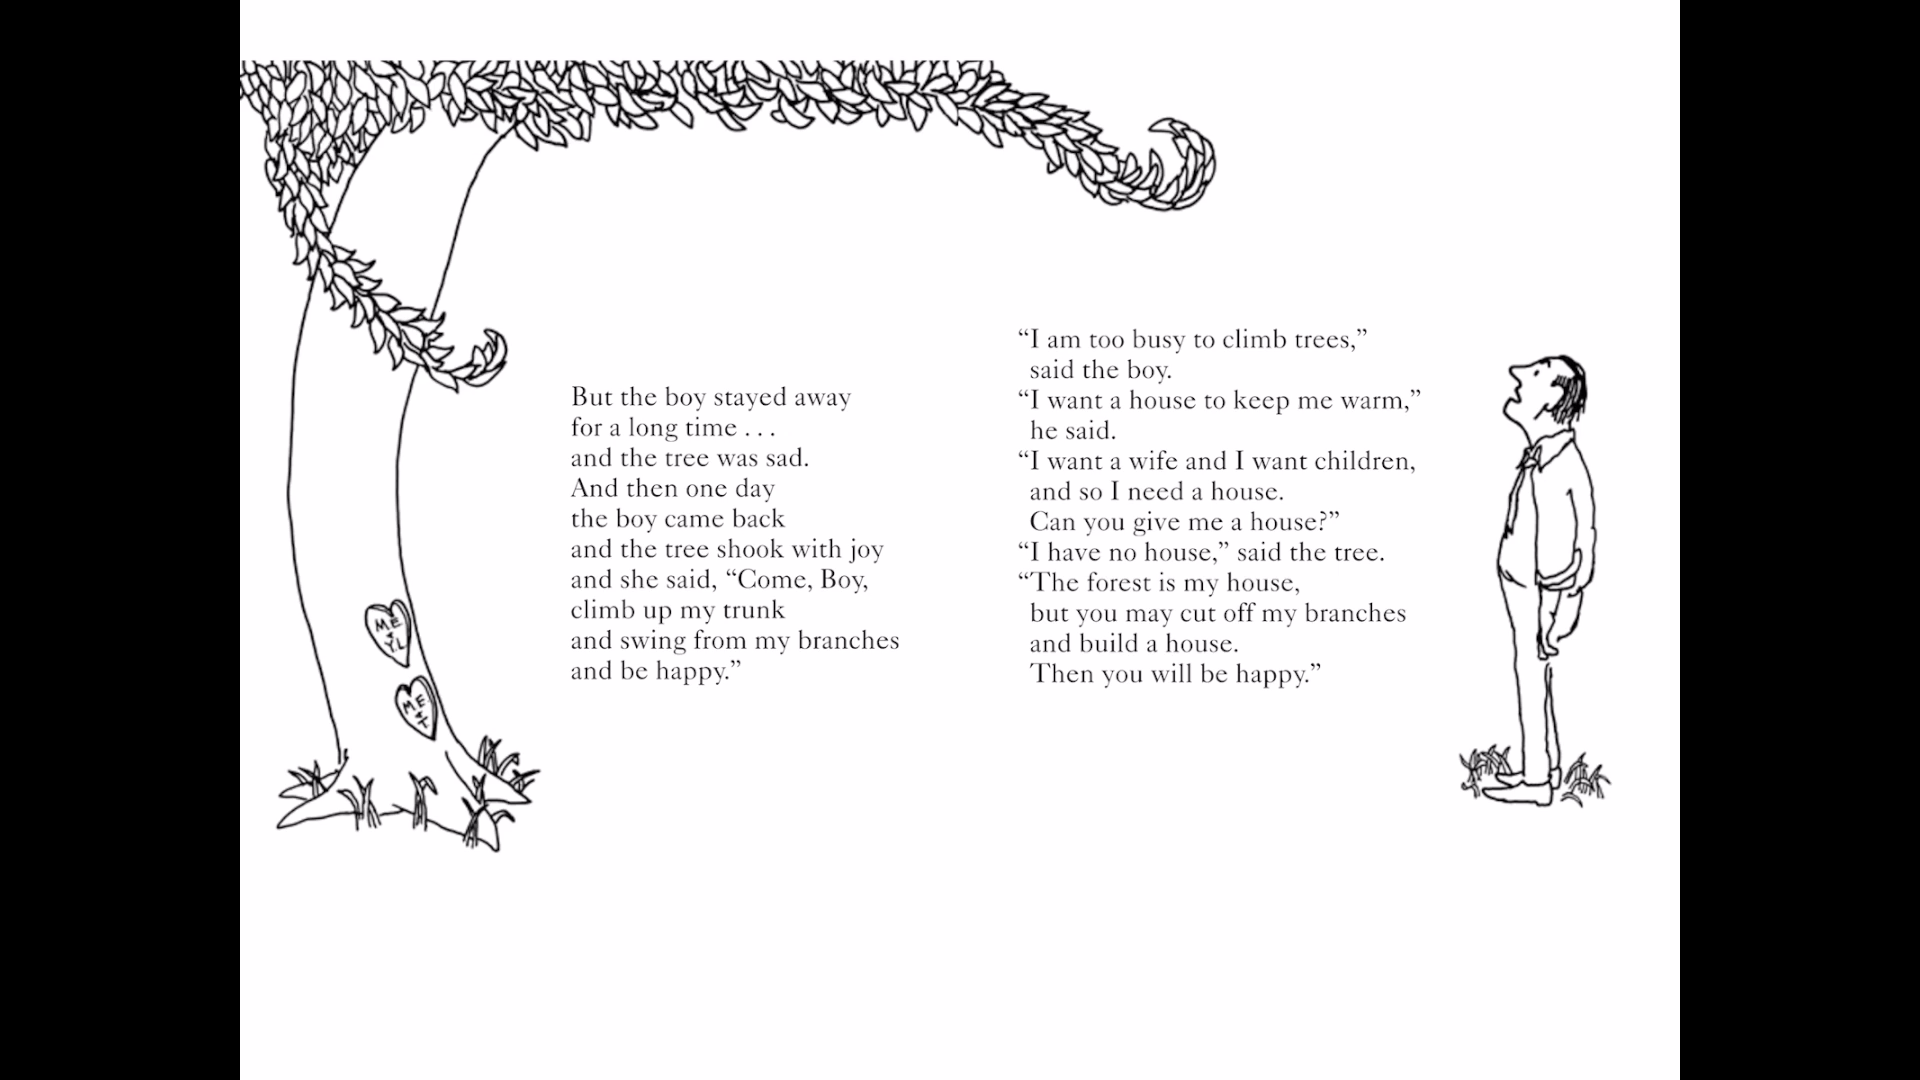 But the boy stayed away
for a long time . . .
and the tree was sad.
And then one day
the boy came back
and the tree shook with joy
and she said, “Come, Boy,
climb up my trunk
and swing from my branches
and be happy.”
“I am too busy to climb trees,”
said the boy.
“I want a house to keep me warm,”
he said.
“I want a wife and I want children,
and so I need a house.
Can you give me a house?”
“I have no house,” said the tree.
“The forest is my house,
but you may cut off my branches
and build a house.
Then you will be happy.”
ME
+
Y.L
ME
+
T